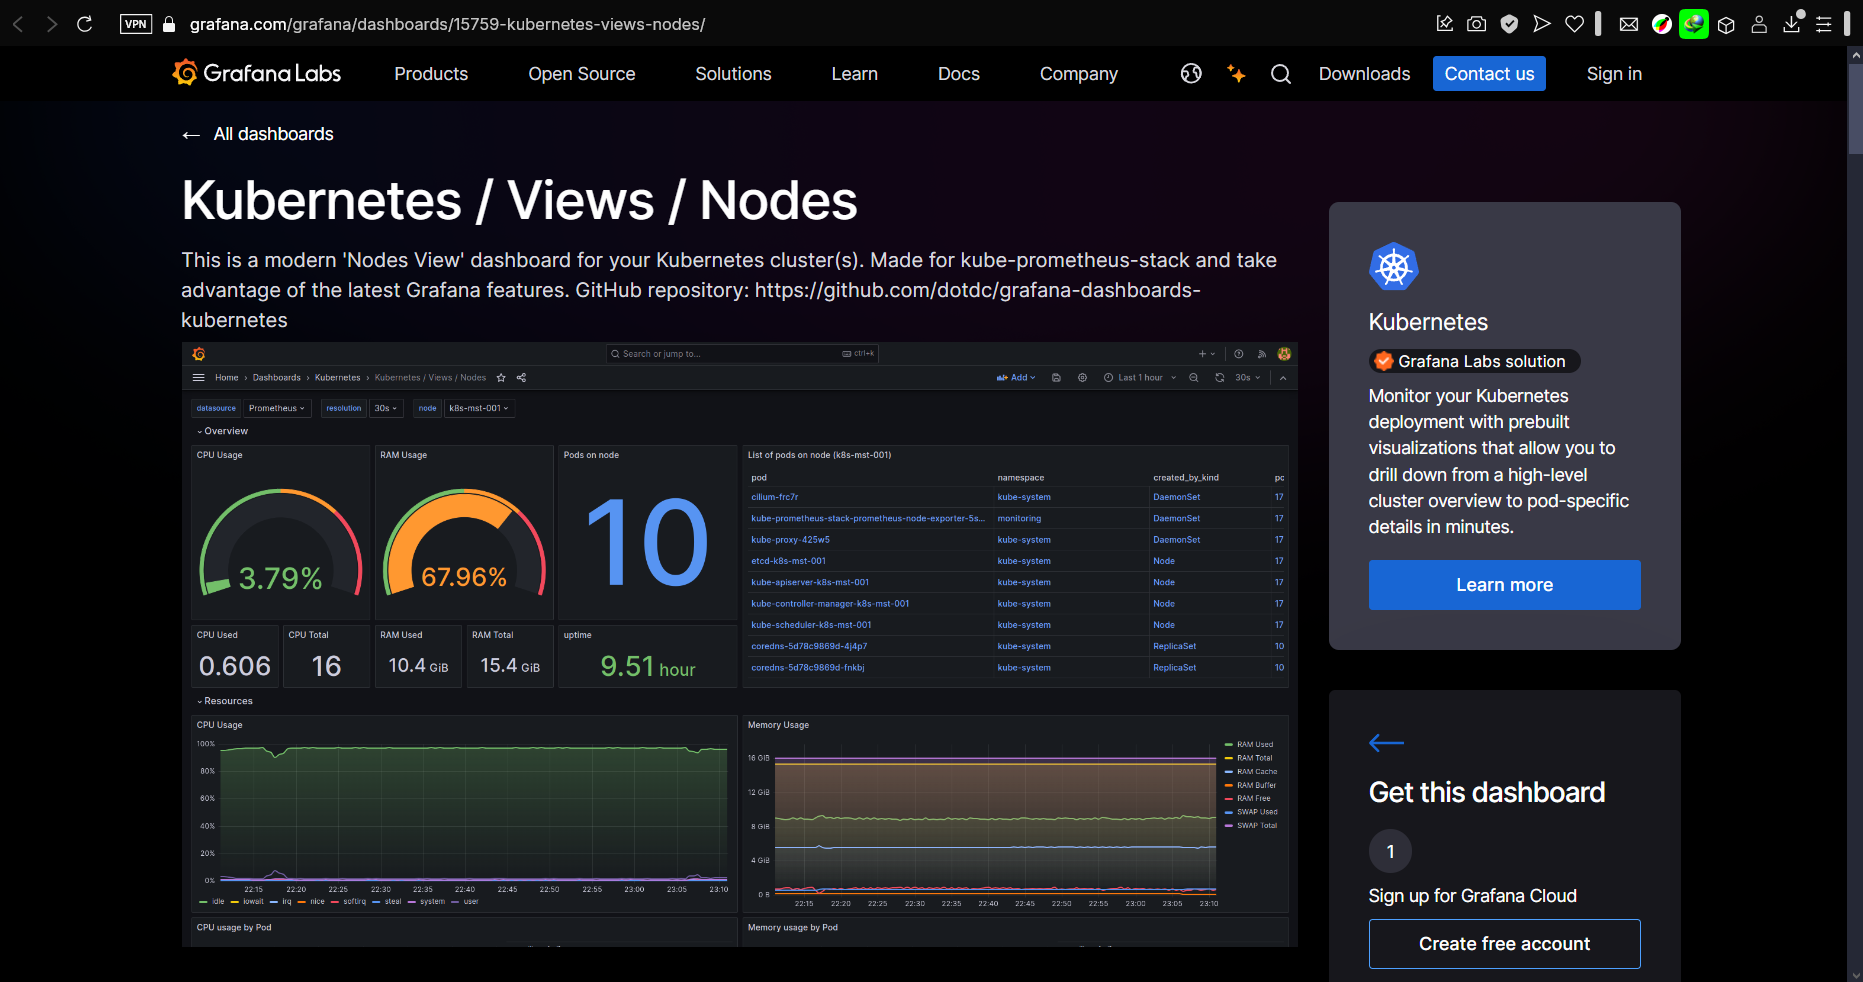 VPN
grafana.com/grafana/dashboards/15759-kubernetes-views-nodes/
Grafana Labs
Products
Open Source
Solutions
Learn
Docs
Company
Downloads
Contact us
Sign in
← All dashboards
Kubernetes / Views / Nodes
This is a modern 'Nodes View' dashboard for your Kubernetes cluster(s). Made for kube-prometheus-stack and take
advantage of the latest Grafana features. GitHub repository: https://github.com/dotdc/grafana-dashboards-
kubernetes
Search or jump to...
ctrl+k
Home › Dashboards › Kubernetes › Kubernetes / Views / Nodes
Add
Last 1 hour
30s
datasource
Prometheus
resolution
30s
node
k8s-mst-001
Overview
CPU Usage
3.79%
RAM Usage
67.96%
Pods on node
10
CPU Used
0.606
CPU Total
16
RAM Used
10.4 GiB
RAM Total
15.4 GiB
uptime
9.51 hour
List of pods on node (k8s-mst-001)
pod namespace created_by_kind pc
cilium-frc7r kube-system DaemonSet 17
kube-prometheus-stack-prometheus-node-exporter-5s... monitoring DaemonSet 17
kube-proxy-425w5 kube-system DaemonSet 17
etcd-k8s-mst-001 kube-system Node 17
kube-apiserver-k8s-mst-001 kube-system Node 17
kube-controller-manager-k8s-mst-001 kube-system Node 17
kube-scheduler-k8s-mst-001 kube-system Node 17
coredns-5d78c9869d-4j4p7 kube-system ReplicaSet 10
coredns-5d78c9869d-fnkbj kube-system ReplicaSet 10
Resources
CPU Usage
100%
80%
60%
40%
20%
0%
22:15 22:20 22:25 22:30 22:35 22:40 22:45 22:50 22:55 23:00 23:05 23:10
idle iowait irq nice softirq steal system user
Memory Usage
16 GiB
12 GiB
8 GiB
4 GiB
0 B
22:15 22:20 22:25 22:30 22:35 22:40 22:45 22:50 22:55 23:00 23:05 23:10
RAM Used
RAM Total
RAM Cache
RAM Buffer
RAM Free
SWAP Used
SWAP Total
CPU usage by Pod
Memory usage by Pod
Kubernetes
Grafana Labs solution
Monitor your Kubernetes
deployment with prebuilt
visualizations that allow you to
drill down from a high-level
cluster overview to pod-specific
details in minutes.
Learn more
Get this dashboard
1
Sign up for Grafana Cloud
Create free account